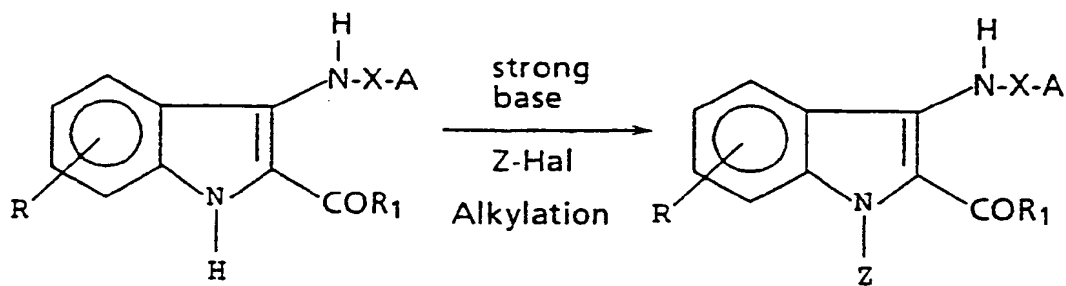 H
N-X-A
R
N
COR₁
H
strong
base
Z-Hal
Alkylation
H
N-X-A
R
N
COR₁
Z